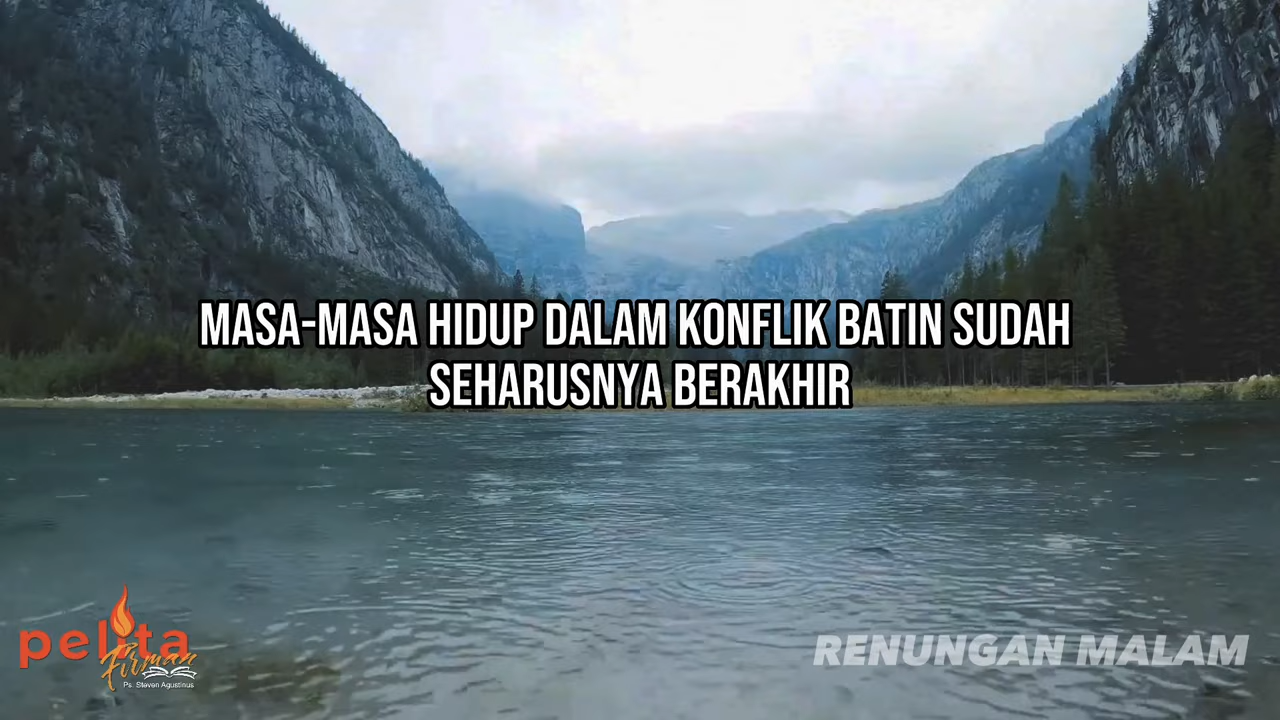 MASA-MASA HIDUP DALAM KONFLIK BATIN SUDAH
SEHARUSNYA BERAKHIR
pelita
Firman
Ps. Steven Agustinus
RENUNGAN MALAM